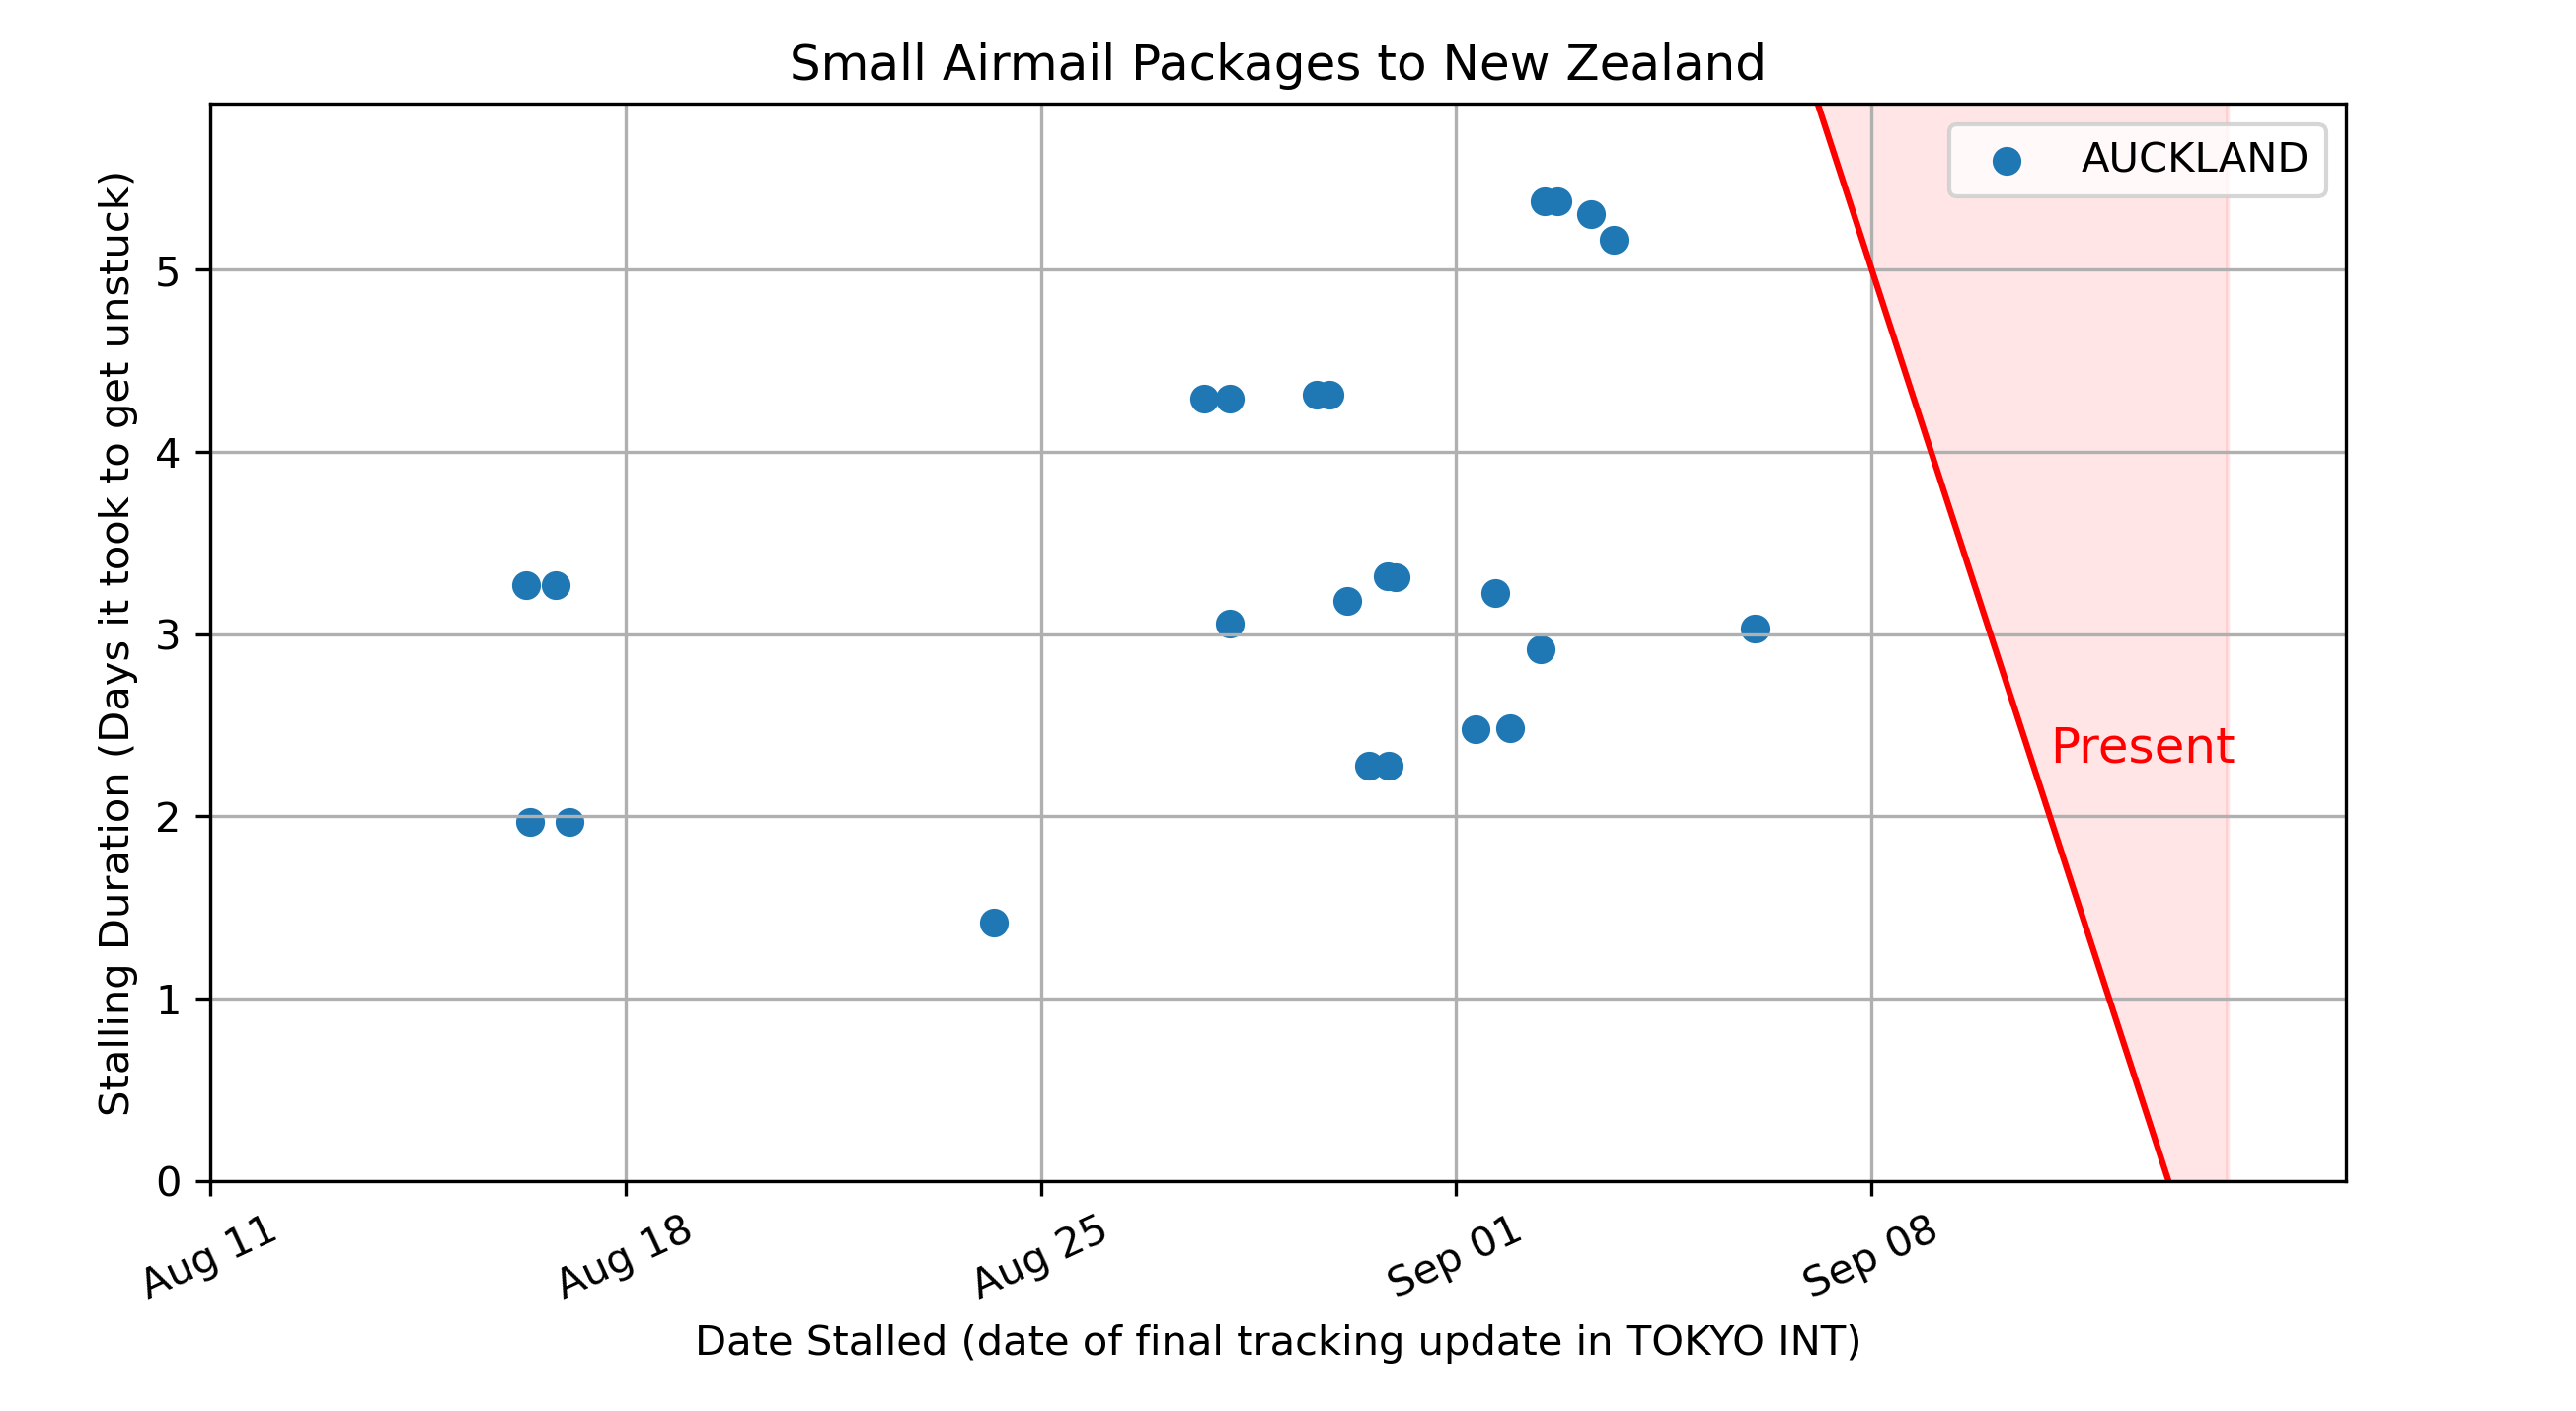 Small Airmail Packages to New Zealand
AUCKLAND
Stalling Duration (Days it took to get unstuck)
5
4
3
2
1
0
Present
Aug 11
Aug 18
Aug 25
Sep 01
Sep 08
Date Stalled (date of final tracking update in TOKYO INT)